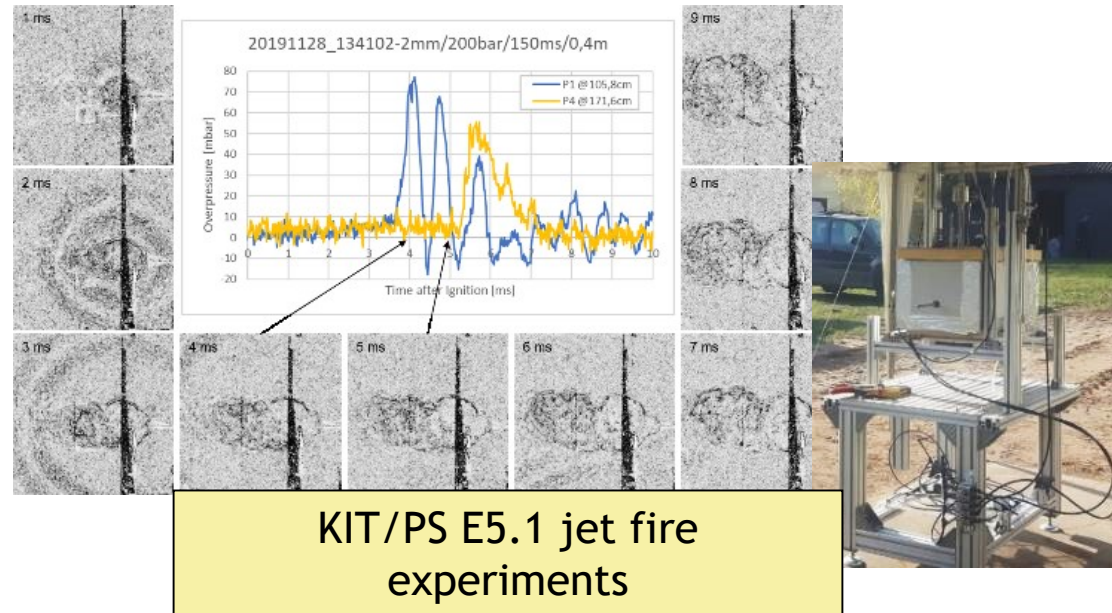 1 ms
20191128_134102-2mm/200bar/150ms/0,4m
Overpressure [mbar]
80
70
60
50
40
30
20
10
0
-10
-20
P1 @105,8cm
P4 @171,6cm
0 1 2 3 4 5 6 7 8 9 10
Time after Ignition [ms]
9 ms
2 ms
8 ms
3 ms
4 ms
5 ms
6 ms
7 ms
KIT/PS E5.1 jet fire
experiments